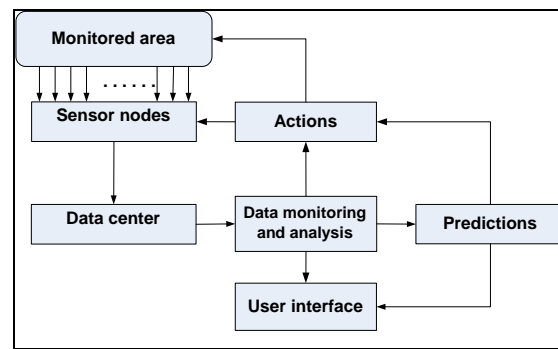 Monitored area
......
Sensor nodes
Actions
Data center
Data monitoring
and analysis
Predictions
User interface